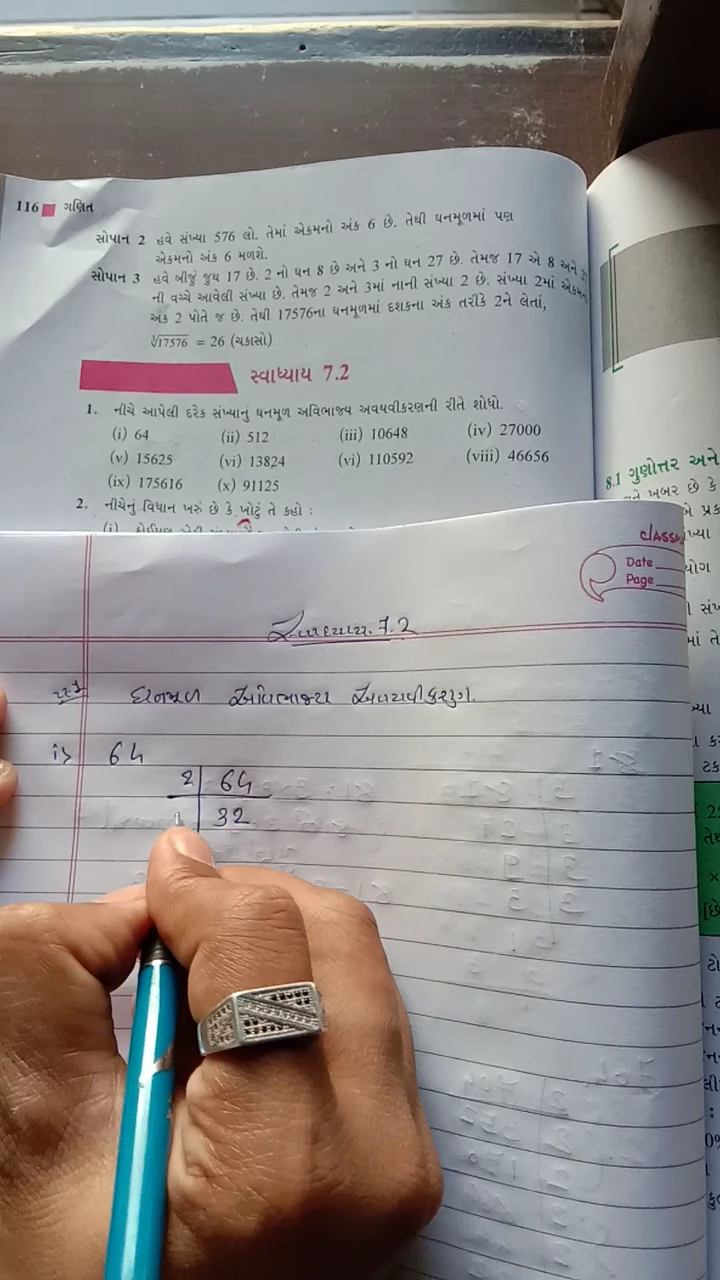 116 ગણિત
સોપાન 2 હવે સંખ્યા 576 લો. તેમાં એકમનો અંક 6 છે. તેથી ઘનમૂળમાં પણ
એકમનો અંક 6 મળશે.
સોપાન 3 હવે બીજું જૂથ 17 છે. 2 નો ઘન 8 છે અને 3 નો ઘન 27 છે. તેમજ 17 એ 8 અને
ની વચ્ચે આવેલી સંખ્યા છે. તેમજ 2 અને 3માં નાની સંખ્યા 2 છે. સંખ્યા 2માં
અંક 2 પોતે જ છે. તેથી 17576ના ઘનમૂળમાં દશકના અંક તરીકે 2ને લેતાં,
∛17576 = 26 (ચકાસો)
સ્વાધ્યાય 7.2
1. નીચે આપેલી દરેક સંખ્યાનું ઘનમૂળ અવિભાજ્ય અવયવીકરણની રીતે શોધો.
(i) 64 (ii) 512 (iii) 10648 (iv) 27000
(v) 15625 (vi) 13824 (vi) 110592 (viii) 46656
(ix) 175616 (x) 91125
2. નીચેનું વિધાન ખરું છે કે ખોટું તે કહો :
(i)
8.1 ગુણોત્તર અને
ખબર છે કે
Date
Page
સ્વાધ્યાય. 7.2
ઘનમૂળ અવિભાજ્ય અવયવીકરણ.
i> 64
2 64
32